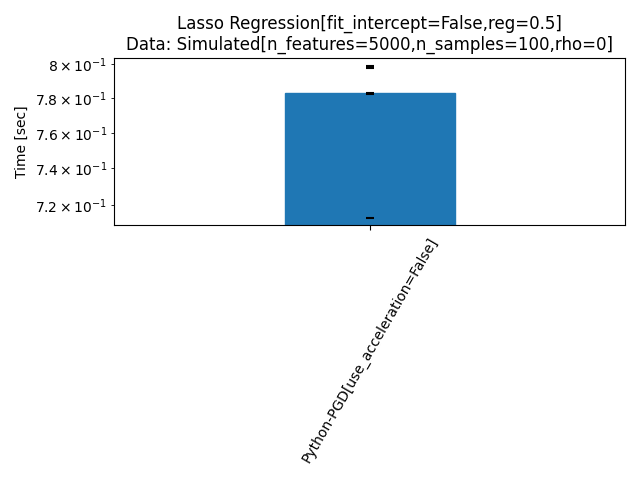 Lasso Regression[fit_intercept=False,reg=0.5]
Data: Simulated[n_features=5000,n_samples=100,rho=0]
8 × 10⁻¹
7.8 × 10⁻¹
7.6 × 10⁻¹
7.4 × 10⁻¹
7.2 × 10⁻¹
Time [sec]
Python-PGD[use_acceleration=False]